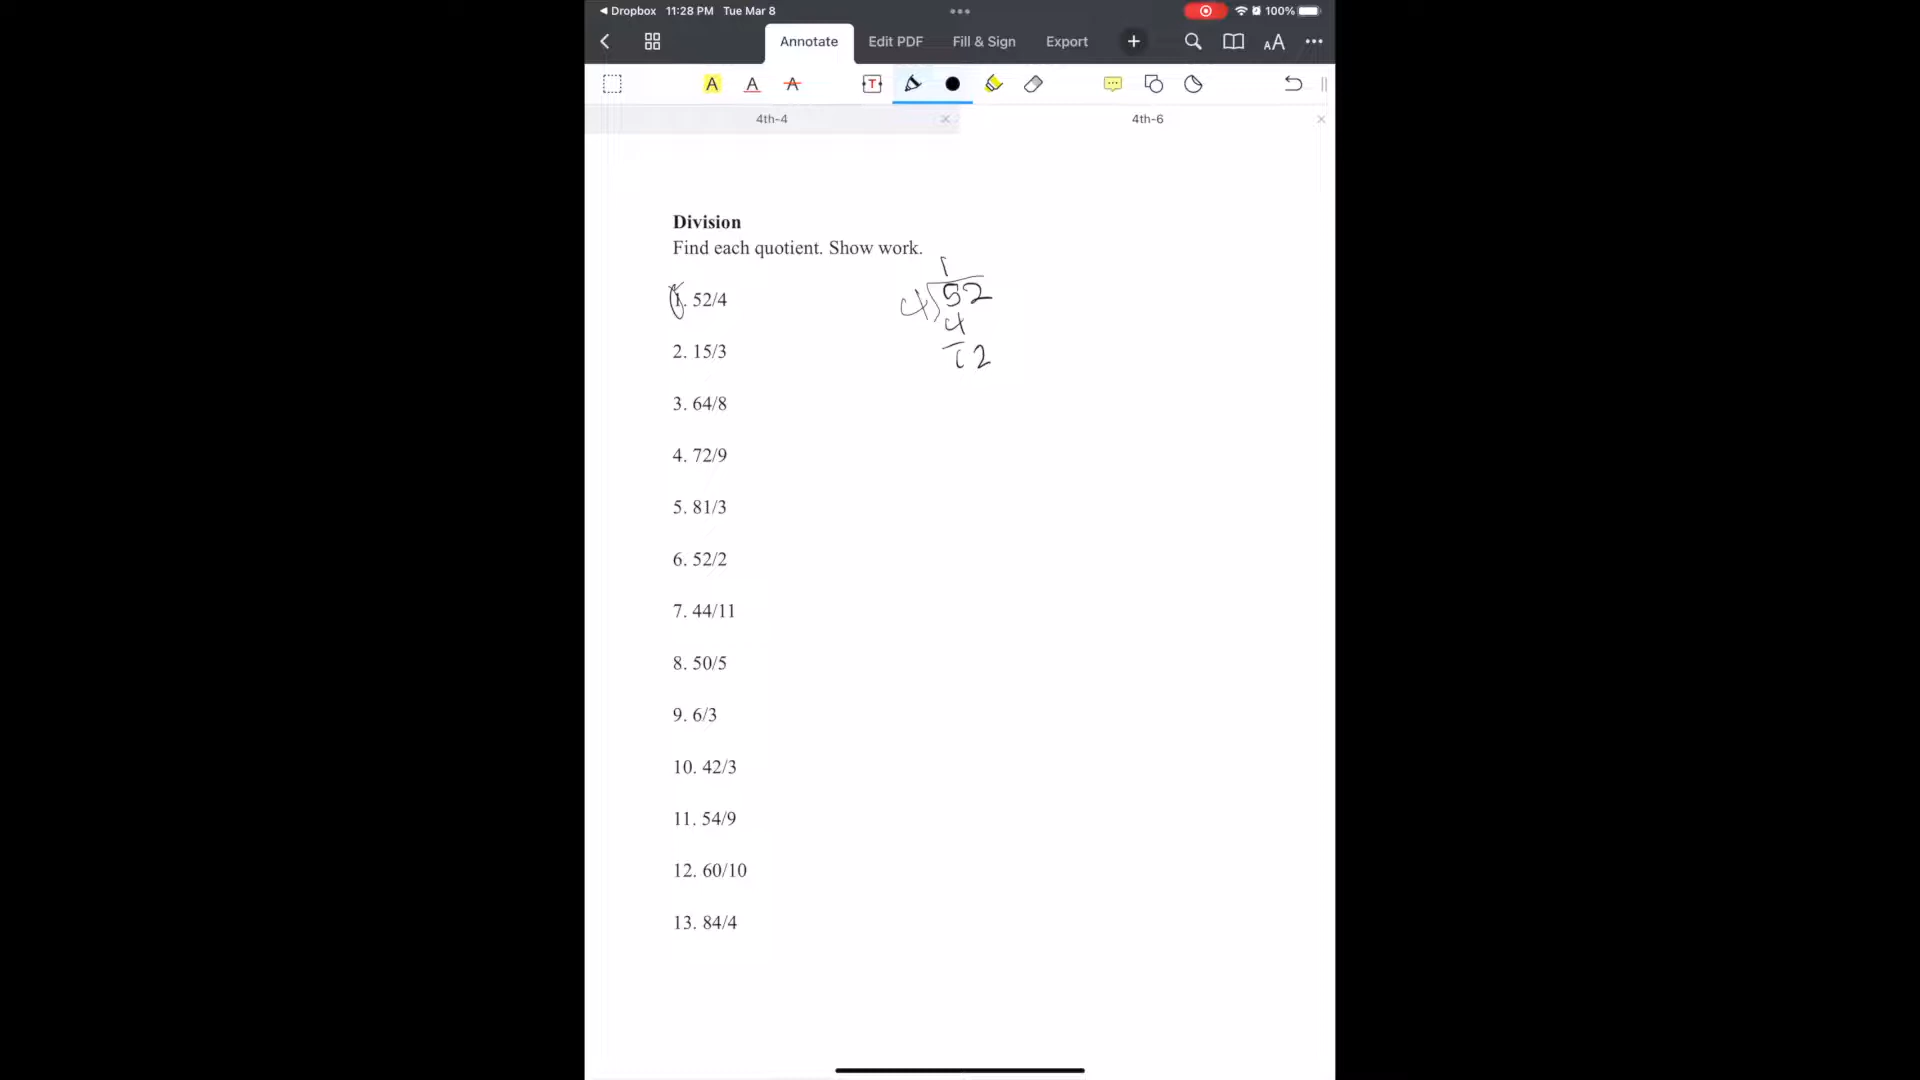 Dropbox 11:28 PM Tue Mar 8 100%
Annotate Edit PDF Fill & Sign Export AA
A A A T
4th-4 4th-6
Division
Find each quotient. Show work.
1
1. 52/4 4 52
4
2. 15/3 12
3. 64/8
4. 72/9
5. 81/3
6. 52/2
7. 44/11
8. 50/5
9. 6/3
10. 42/3
11. 54/9
12. 60/10
13. 84/4